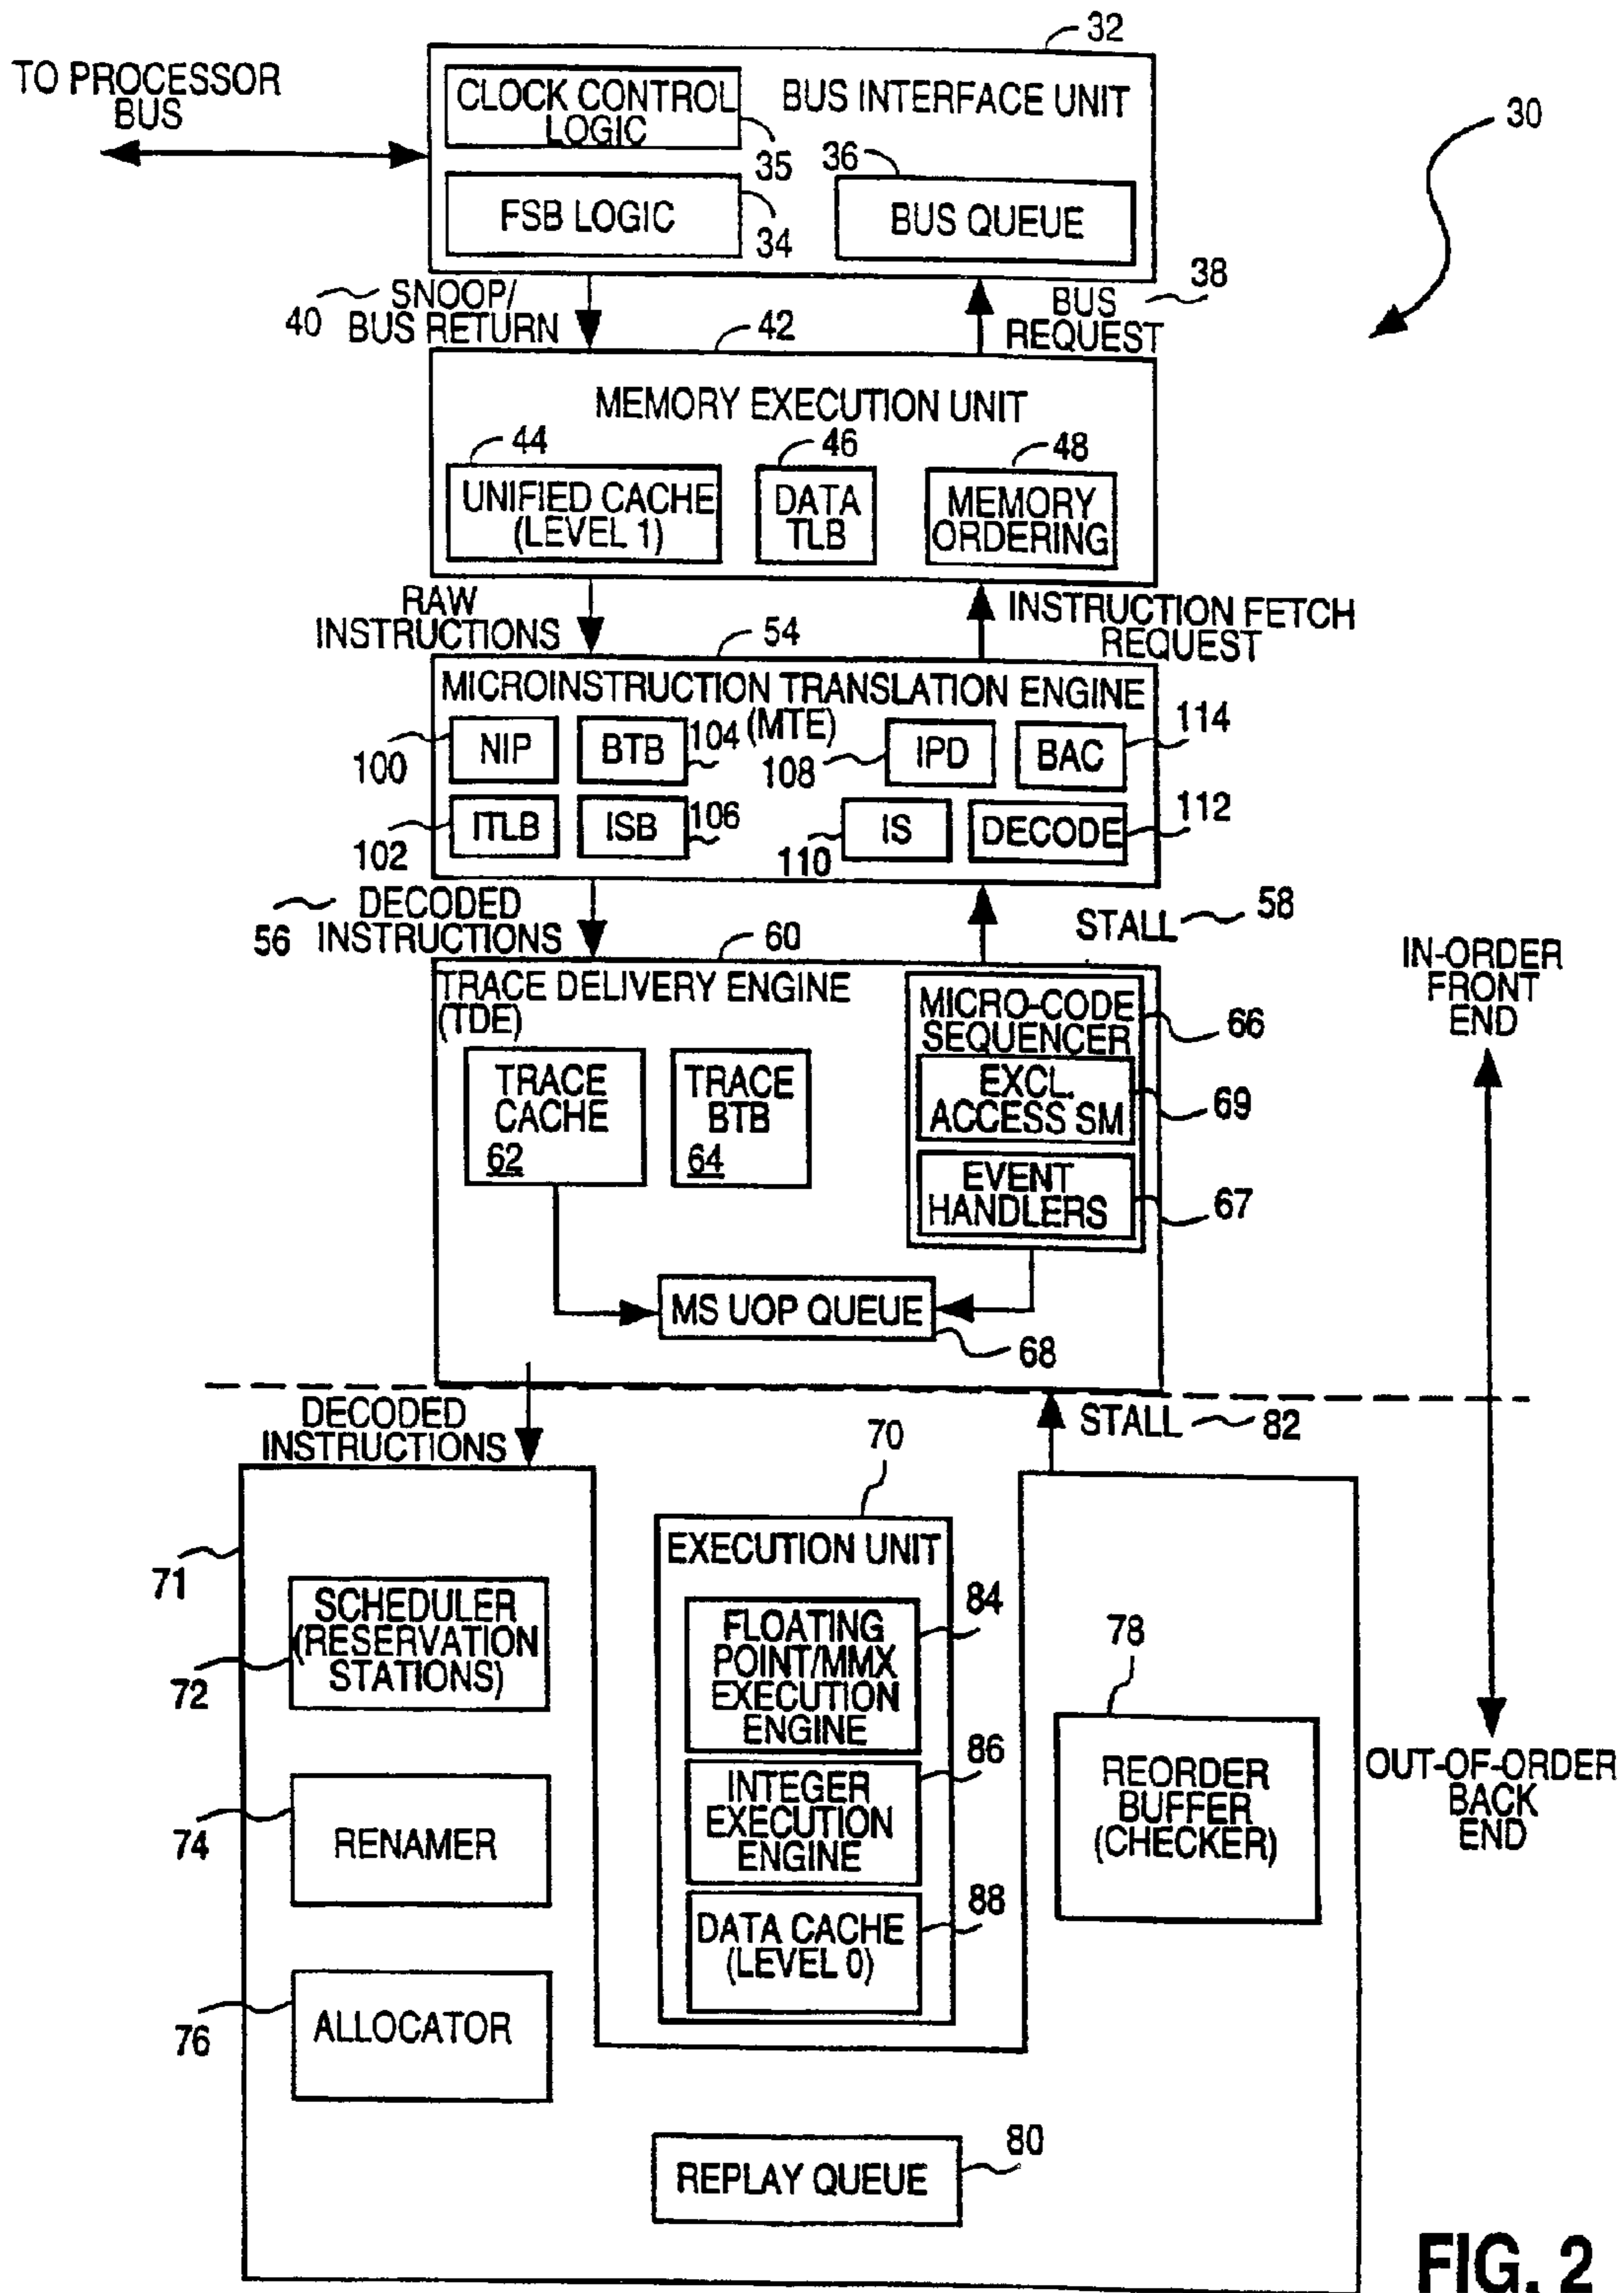 32
TO PROCESSOR
BUS
CLOCK CONTROL
LOGIC
35
BUS INTERFACE UNIT
30
36
FSB LOGIC
34
BUS QUEUE
40
SNOOP/
BUS RETURN
38
BUS
REQUEST
42
MEMORY EXECUTION UNIT
44
46
48
UNIFIED CACHE
(LEVEL 1)
DATA
TLB
MEMORY
ORDERING
RAW
INSTRUCTIONS
54
INSTRUCTION FETCH
REQUEST
MICROINSTRUCTION TRANSLATION ENGINE
(MTE)
100
NIP
BTB
104
108
IPD
BAC
114
102
ITLB
ISB
106
110
IS
DECODE
112
56
DECODED
INSTRUCTIONS
60
STALL
58
IN-ORDER
FRONT
END
TRACE DELIVERY ENGINE
(TDE)
MICRO-CODE
SEQUENCER
66
TRACE
CACHE
62
TRACE
BTB
64
EXCL.
ACCESS SM
69
EVENT
HANDLERS
67
MS UOP QUEUE
68
DECODED
INSTRUCTIONS
STALL
82
70
71
EXECUTION UNIT
SCHEDULER
(RESERVATION
STATIONS)
72
FLOATING
POINT/MMX
EXECUTION
ENGINE
84
78
86
INTEGER
EXECUTION
ENGINE
REORDER
BUFFER
(CHECKER)
OUT-OF-ORDER
BACK
END
74
RENAMER
88
DATA CACHE
(LEVEL 0)
76
ALLOCATOR
80
REPLAY QUEUE
FIG. 2